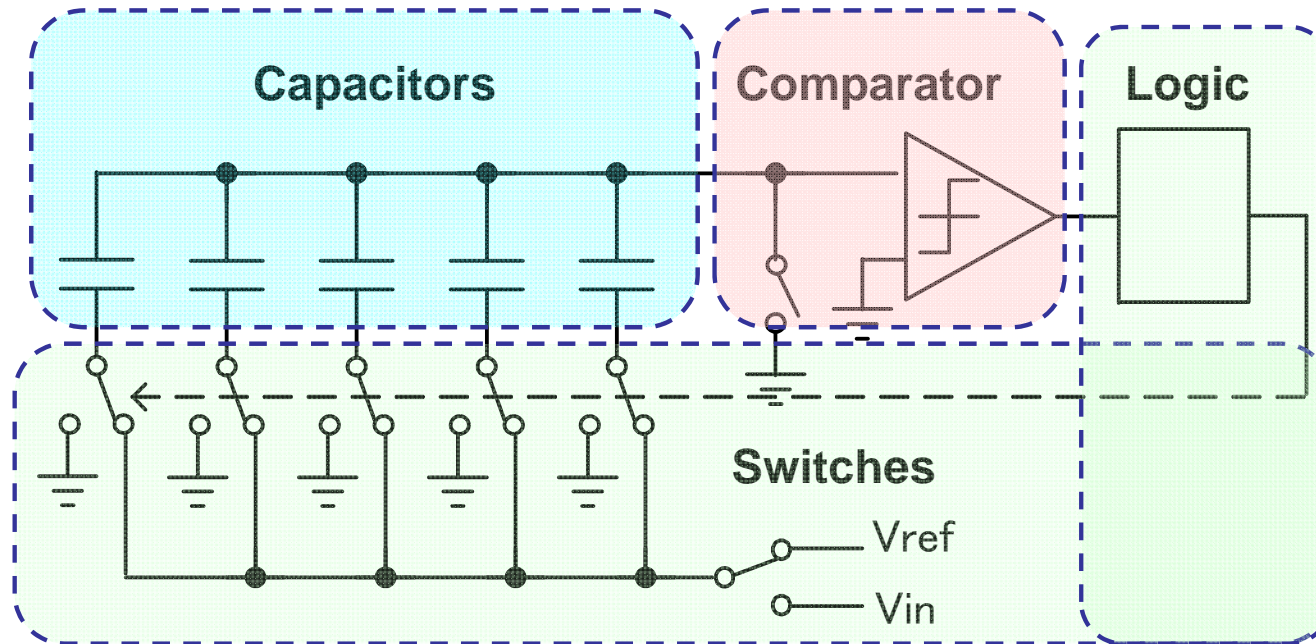 Capacitors
Comparator
Logic
Switches
Vref
Vin